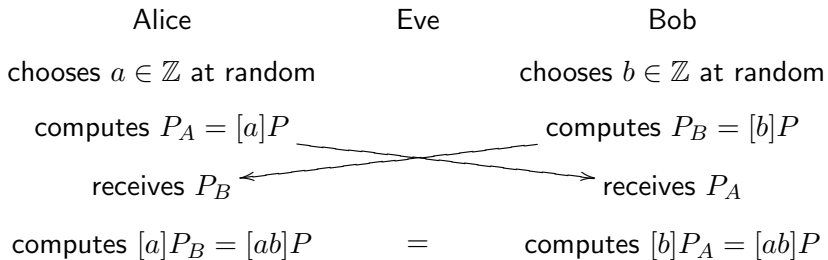 Alice Eve Bob
chooses a ∈ ℤ at random chooses b ∈ ℤ at random
computes P_A = [a]P computes P_B = [b]P
receives P_B receives P_A
computes [a]P_B = [ab]P = computes [b]P_A = [ab]P